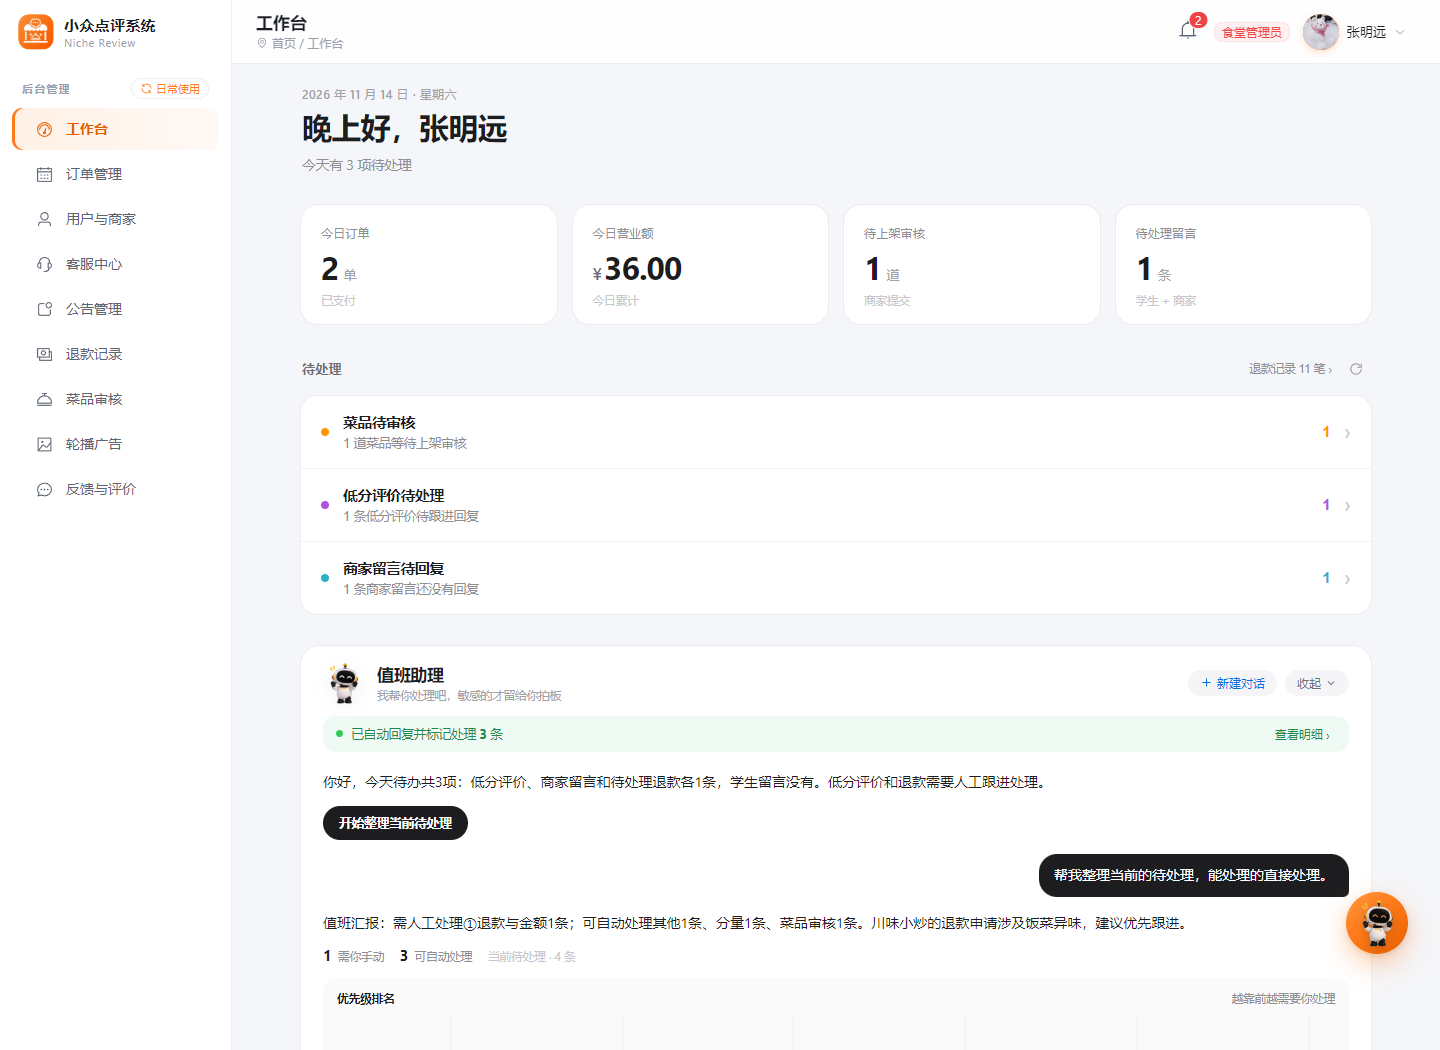 小众点评系统
Niche Review
后台管理
日常使用
工作台
订单管理
用户与商家
客服中心
公告管理
退款记录
菜品审核
轮播广告
反馈与评价
工作台
首页 / 工作台
2
食堂管理员
张明远
2026 年 11 月 14 日 · 星期六
晚上好，张明远
今天有 3 项待处理
今日订单
2 单
已支付
今日营业额
¥36.00
今日累计
待上架审核
1 道
商家提交
待处理留言
1 条
学生 + 商家
待处理
退款记录 11 笔 ›
菜品待审核
1 道菜品等待上架审核
1 ›
低分评价待处理
1 条低分评价待跟进回复
1 ›
商家留言待回复
1 条商家留言还没有回复
1 ›
值班助理
我帮你处理吧，敏感的才留给你拍板
+ 新建对话
收起
已自动回复并标记处理 3 条
查看明细 ›
你好，今天待办共3项：低分评价、商家留言和待处理退款各1条，学生留言没有。低分评价和退款需要人工跟进处理。
开始整理当前待处理
帮我整理当前的待处理，能处理的直接处理。
值班汇报：需人工处理①退款与金额1条；可自动处理其他1条、分量1条、菜品审核1条。川味小炒的退款申请涉及饭菜异味，建议优先跟进。
1 需你手动 3 可自动处理 当前待处理 · 4 条
优先级排名
越靠前越需要你处理